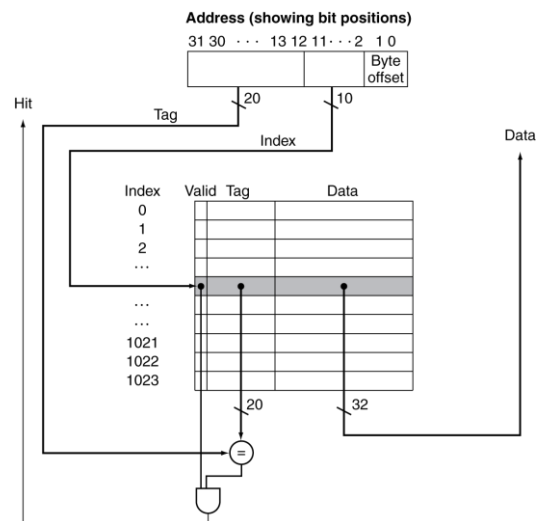 Address (showing bit positions)
31 30 ··· 13 12 11 ··· 2 1 0
Byte
offset
20
10
Hit
Tag
Data
Index
Index Valid Tag Data
0
1
2
···
···
···
1021
1022
1023
20
32
=